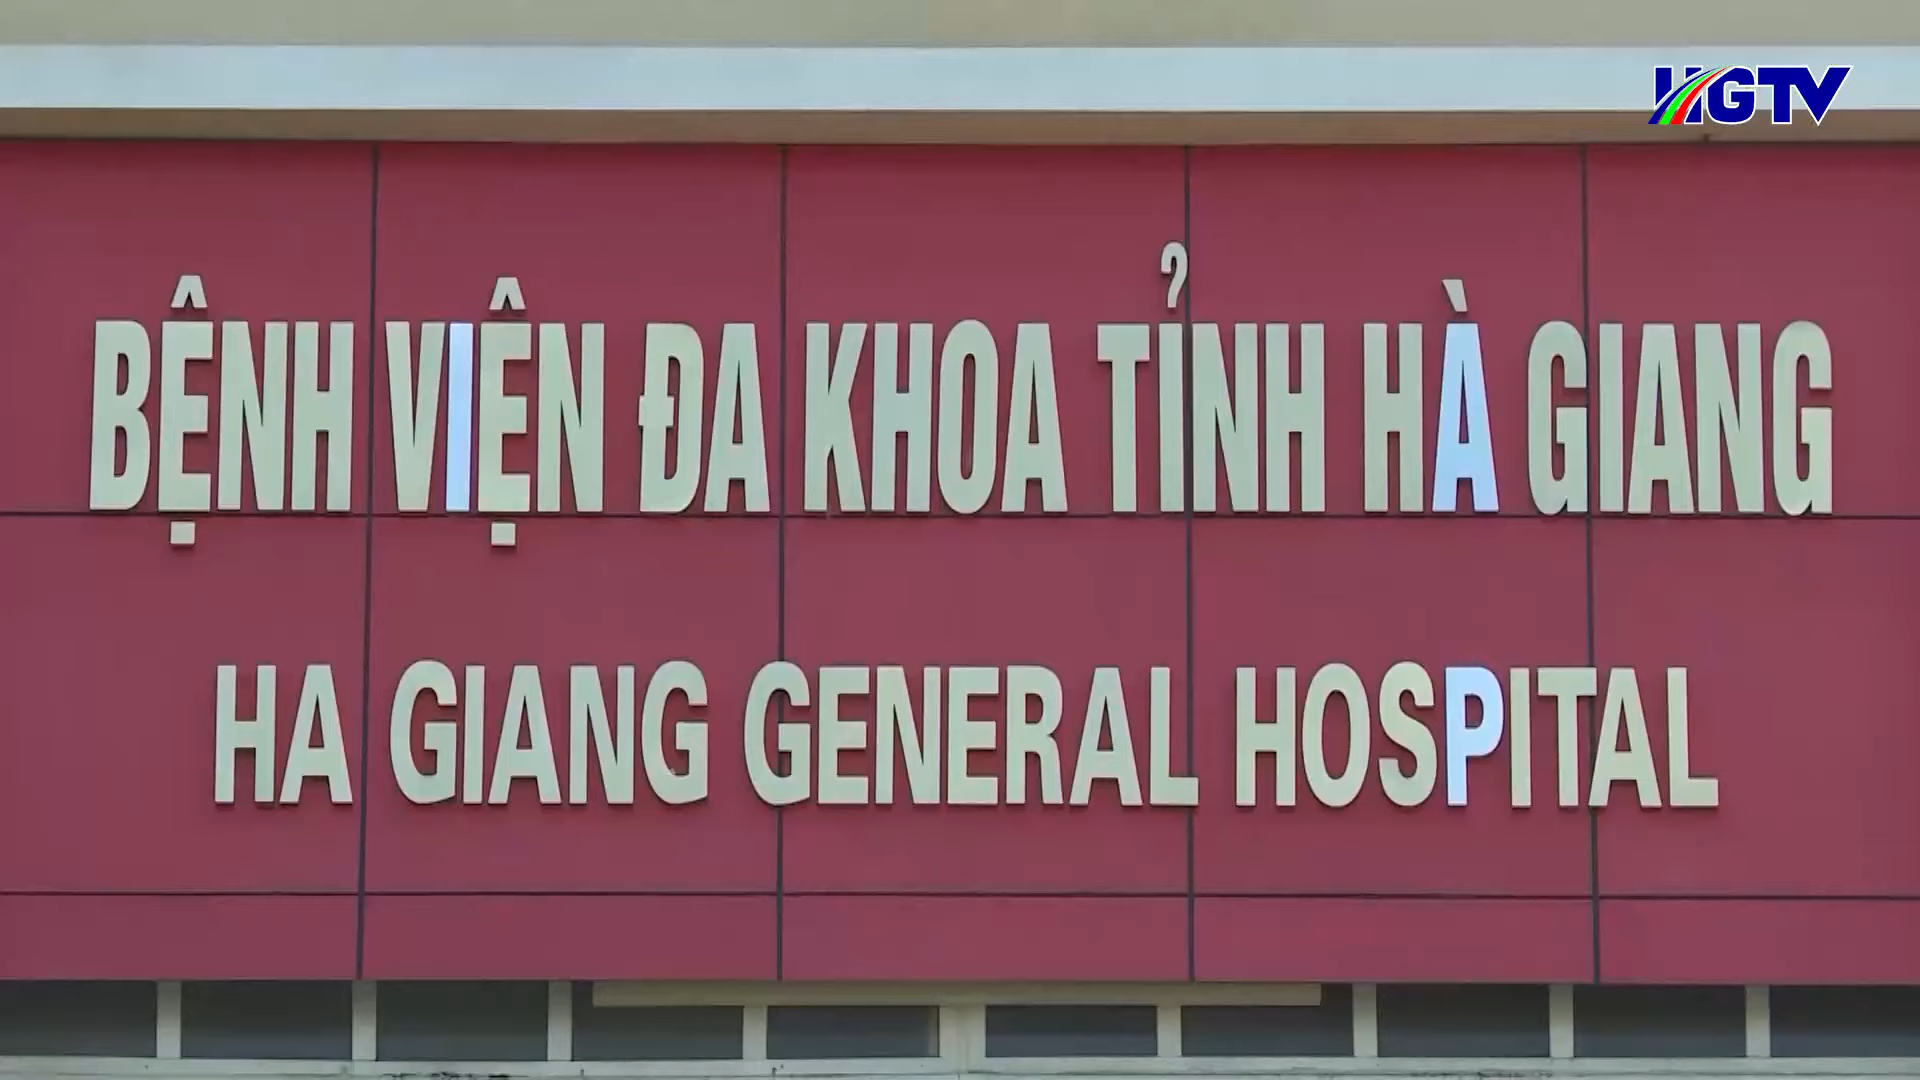 HGTV
BỆNH VIỆN ĐA KHOA TỈNH HÀ GIANG
HA GIANG GENERAL HOSPITAL